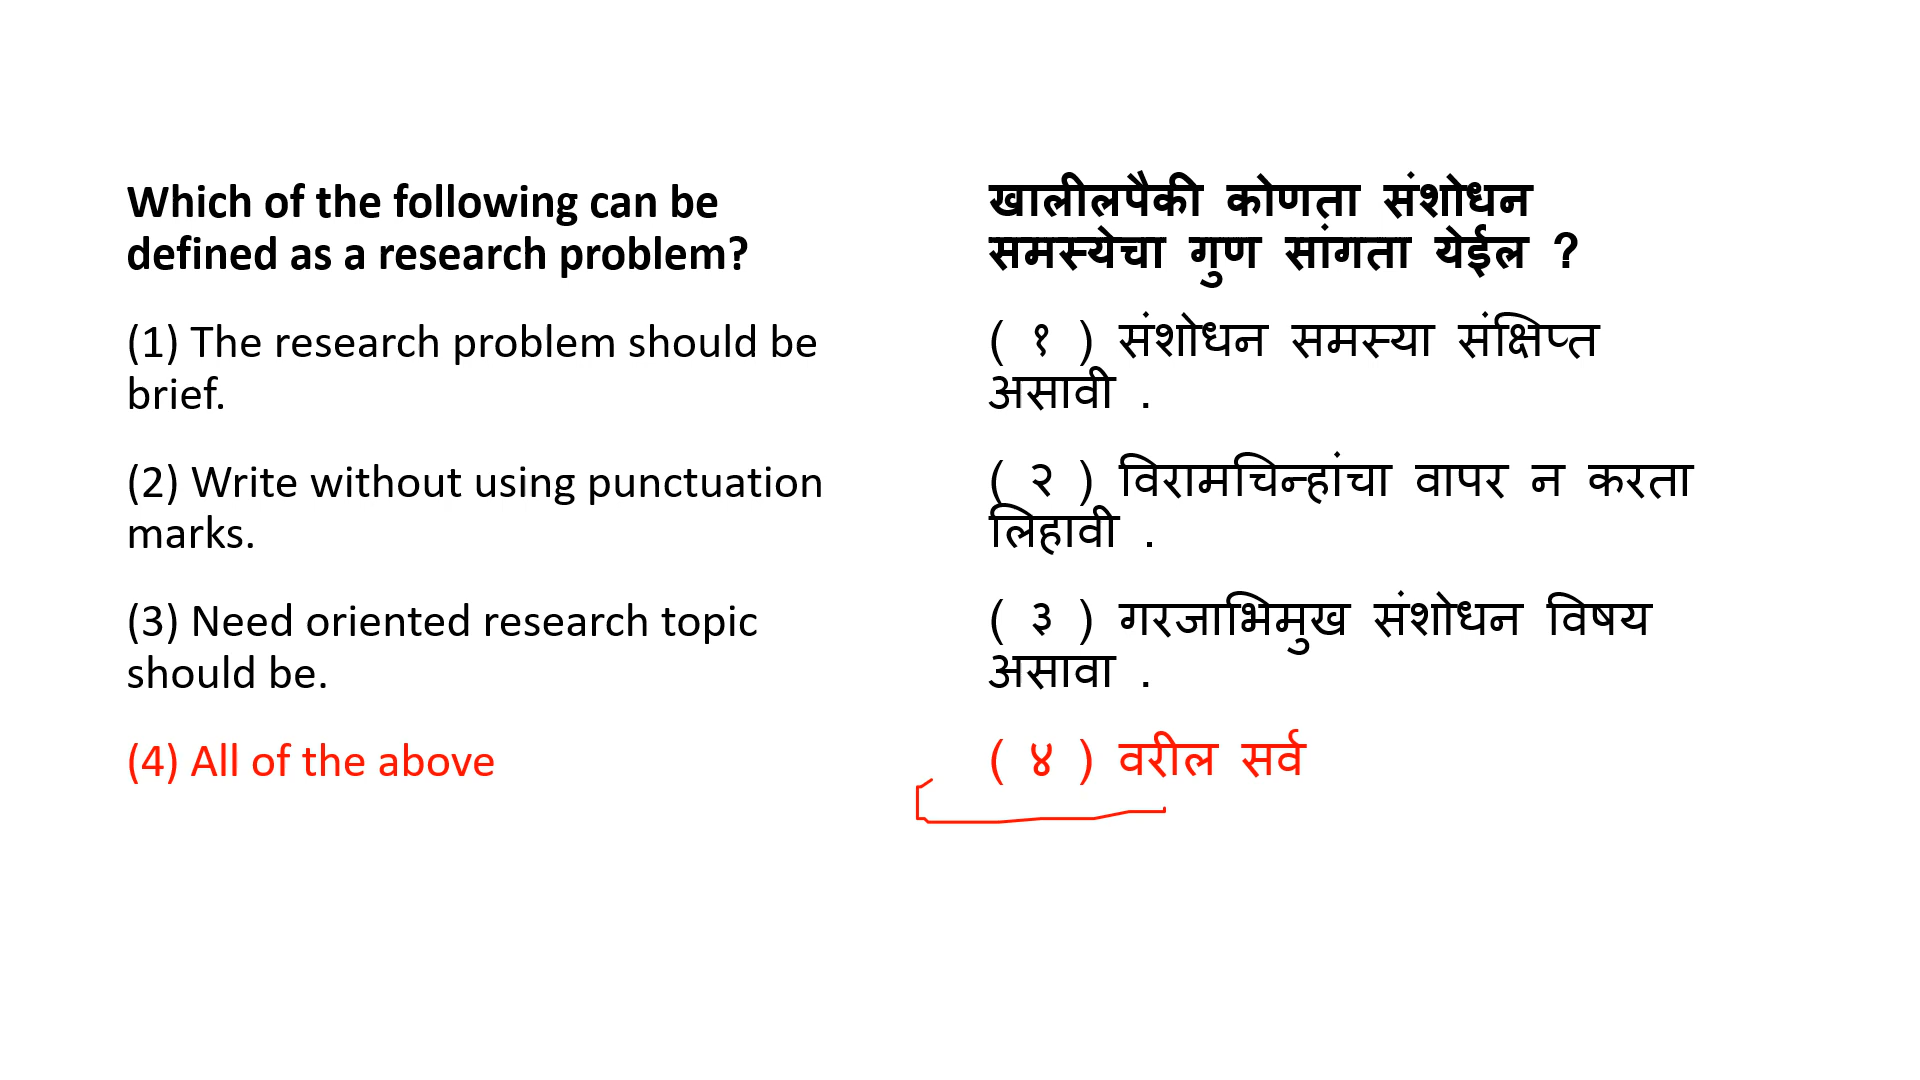 Which of the following can be
defined as a research problem?
(1) The research problem should be
brief.
(2) Write without using punctuation
marks.
(3) Need oriented research topic
should be.
(4) All of the above
खालीलपैकी कोणता संशोधन
समस्येचा गुण सांगता येईल ?
( १ ) संशोधन समस्या संक्षिप्त
असावी .
( २ ) विरामचिन्हांचा वापर न करता
लिहावी .
( ३ ) गरजाभिमुख संशोधन विषय
असावा .
( ४ ) वरील सर्व